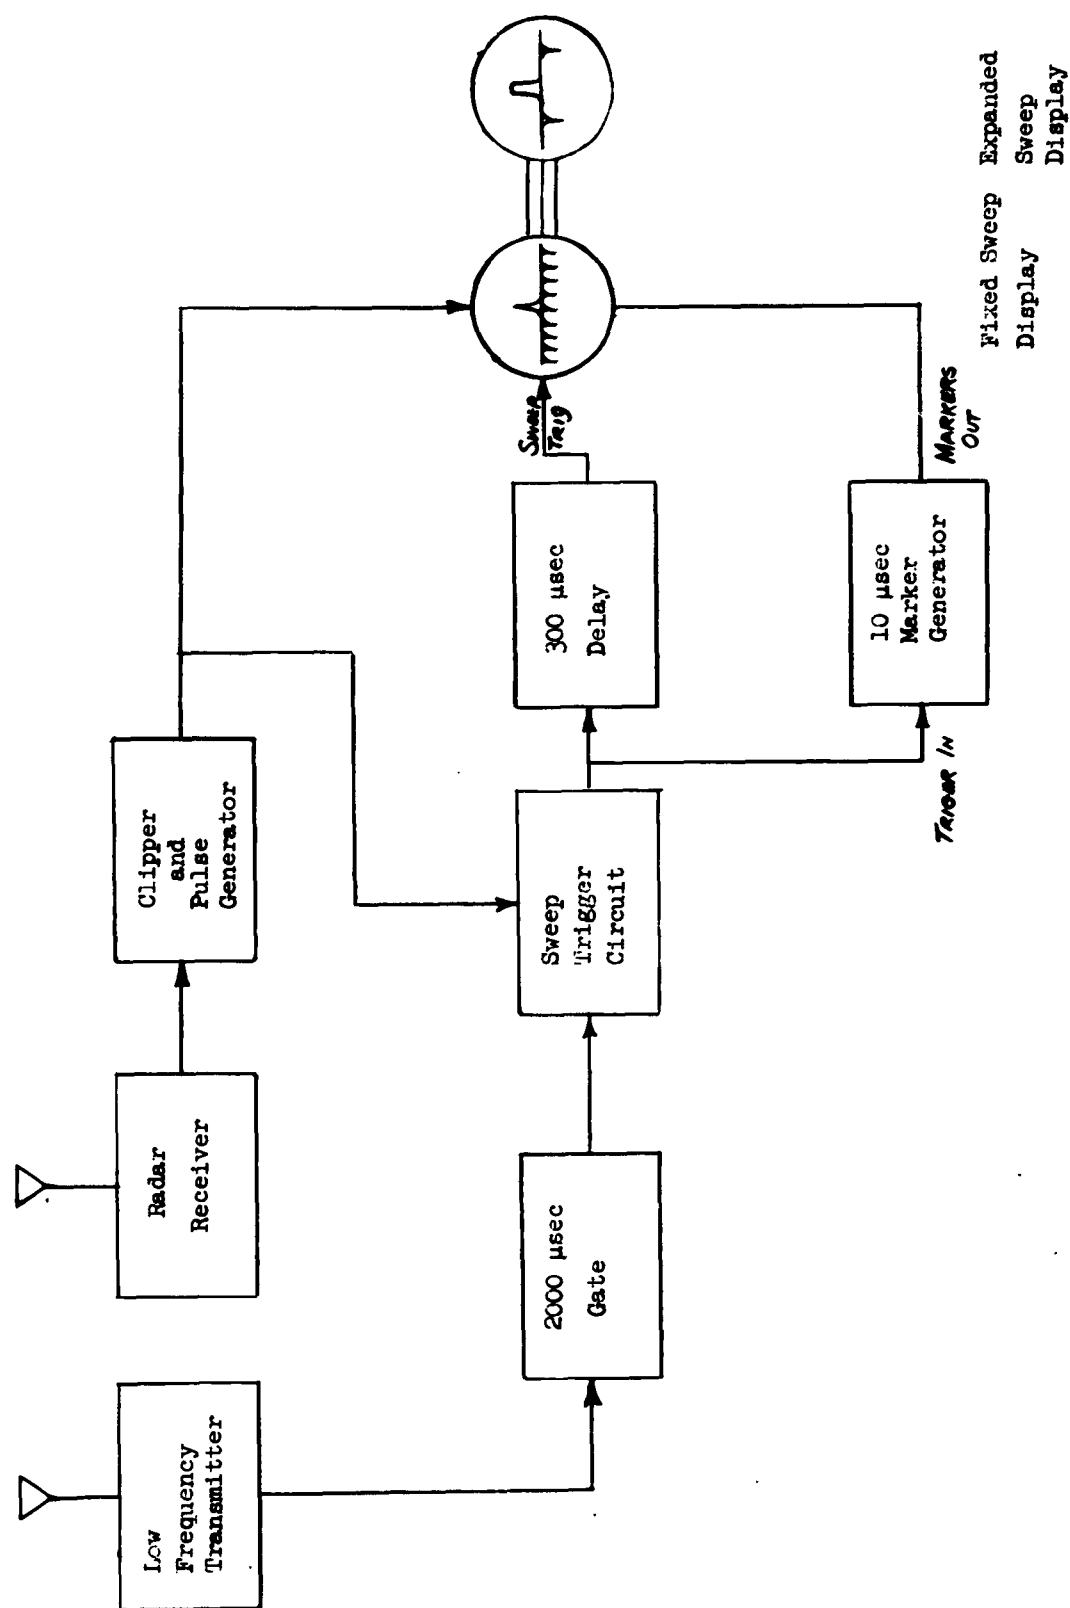 Low
Frequency
Transmitter
Radar
Receiver
Clipper
and
Pulse
Generator
2000 µsec
Gate
Sweep
Trigger
Circuit
300 µsec
Delay
SWEEP
TRIG
10 µsec
Marker
Generator
TRIGGER IN
MARKERS
OUT
Fixed Sweep
Display
Expanded
Sweep
Display